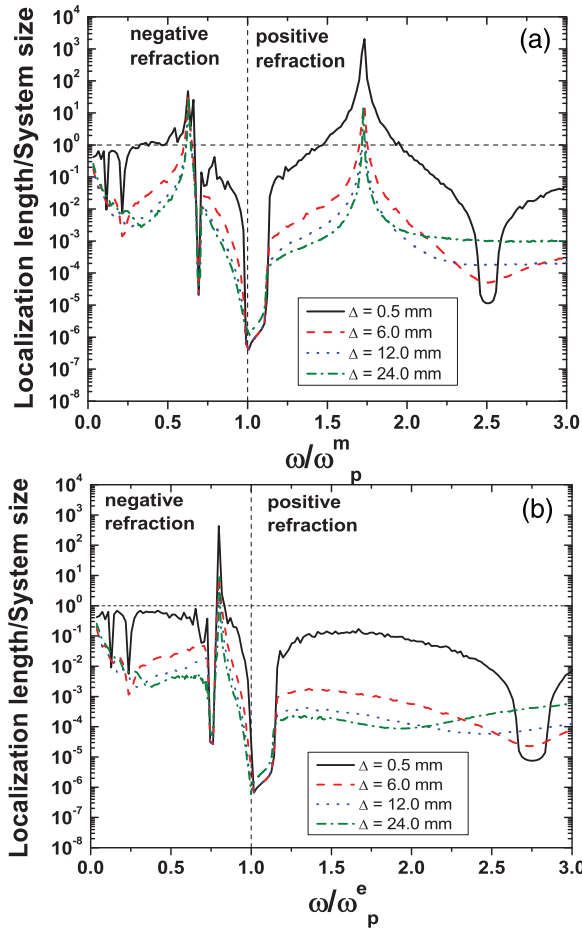 10^4
10^3
10^2
10^1
10^0
10^-1
10^-2
10^-3
10^-4
10^-5
10^-6
10^-7
10^-8
Localization length/System size
negative
refraction
positive
refraction
(a)
Δ = 0.5 mm
Δ = 6.0 mm
Δ = 12.0 mm
Δ = 24.0 mm
0.0 0.5 1.0 1.5 2.0 2.5 3.0
ω/ω_p^m
10^4
10^3
10^2
10^1
10^0
10^-1
10^-2
10^-3
10^-4
10^-5
10^-6
10^-7
10^-8
Localization length/System size
negative
refraction
positive
refraction
(b)
Δ = 0.5 mm
Δ = 6.0 mm
Δ = 12.0 mm
Δ = 24.0 mm
0.0 0.5 1.0 1.5 2.0 2.5 3.0
ω/ω_p^e